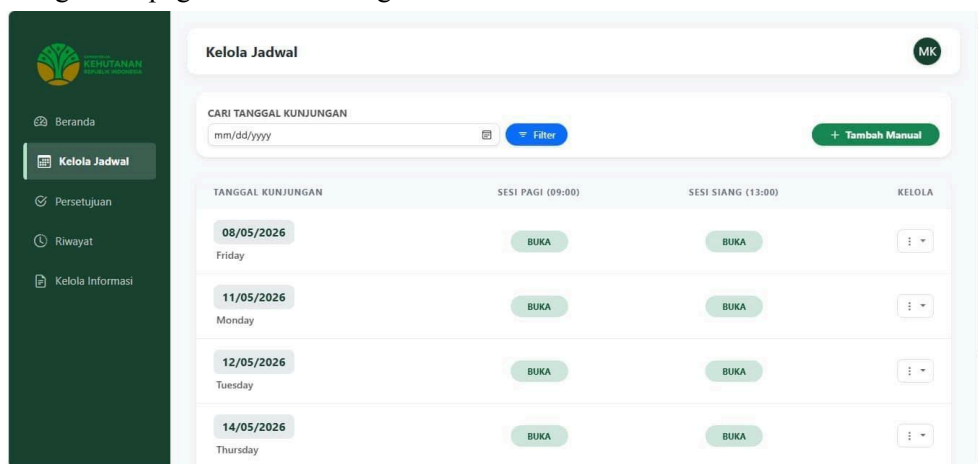 KEHUTANAN
REPUBLIK INDONESIA
Beranda
Kelola Jadwal
Persetujuan
Riwayat
Kelola Informasi
Kelola Jadwal
MK
CARI TANGGAL KUNJUNGAN
mm/dd/yyyy
Filter
+ Tambah Manual
TANGGAL KUNJUNGAN SESI PAGI (09:00) SESI SIANG (13:00) KELOLA
08/05/2026 BUKA BUKA
Friday
11/05/2026 BUKA BUKA
Monday
12/05/2026 BUKA BUKA
Tuesday
14/05/2026 BUKA BUKA
Thursday